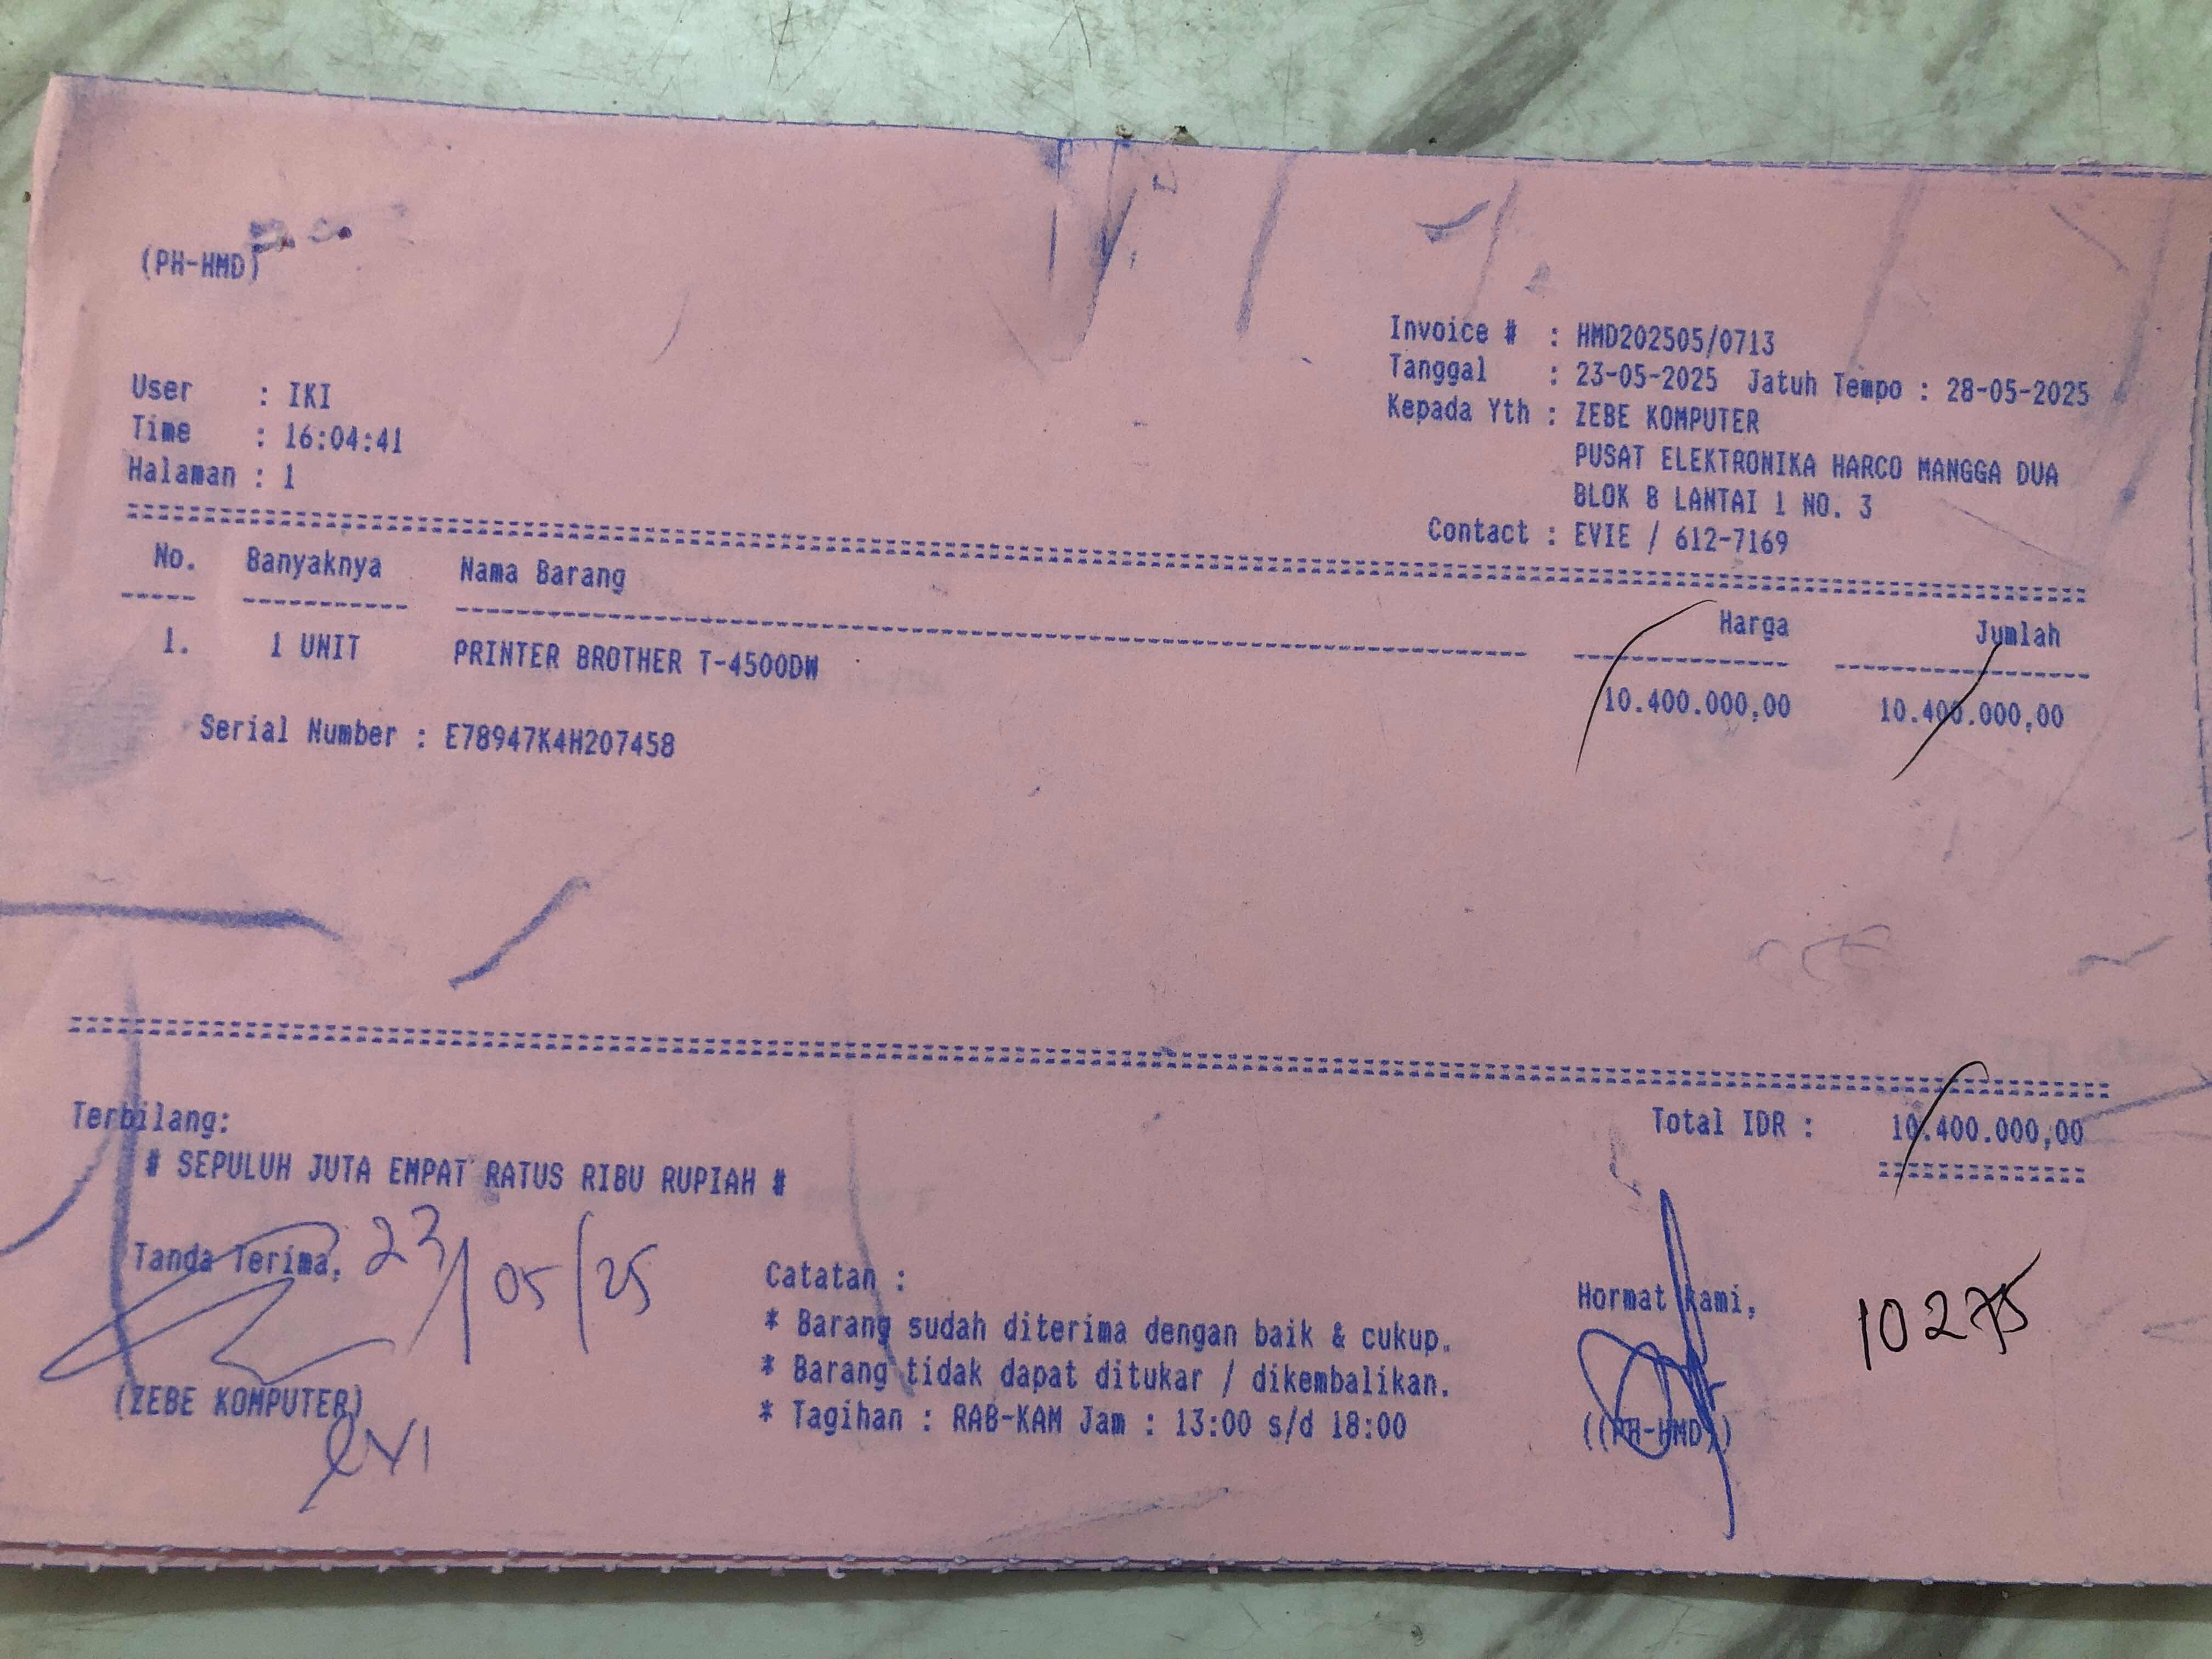 (PH-HMD)
Invoice # : HMD202505/0713
Tanggal : 23-05-2025 Jatuh Tempo : 28-05-2025
Kepada Yth : ZEBE KOMPUTER
PUSAT ELEKTRONIKA HARCO MANGGA DUA
BLOK B LANTAI 1 NO. 3
Contact : EVIE / 612-7169
User : IKI
Time : 16:04:41
Halaman : 1
No. Banyaknya Nama Barang Harga Jumlah
1. 1 UNIT PRINTER BROTHER T-4500DW 10.400.000,00 10.400.000,00
Serial Number : E78947K4H207458
Terbilang: Total IDR : 10.400.000,00
# SEPULUH JUTA EMPAT RATUS RIBU RUPIAH #
Tanda Terima, 23/05/25
(ZEBE KOMPUTER)
evi
Catatan :
* Barang sudah diterima dengan baik & cukup.
* Barang tidak dapat ditukar / dikembalikan.
* Tagihan : RAB-KAM Jam : 13:00 s/d 18:00
Hormat kami,
((PH-HMD))
10275